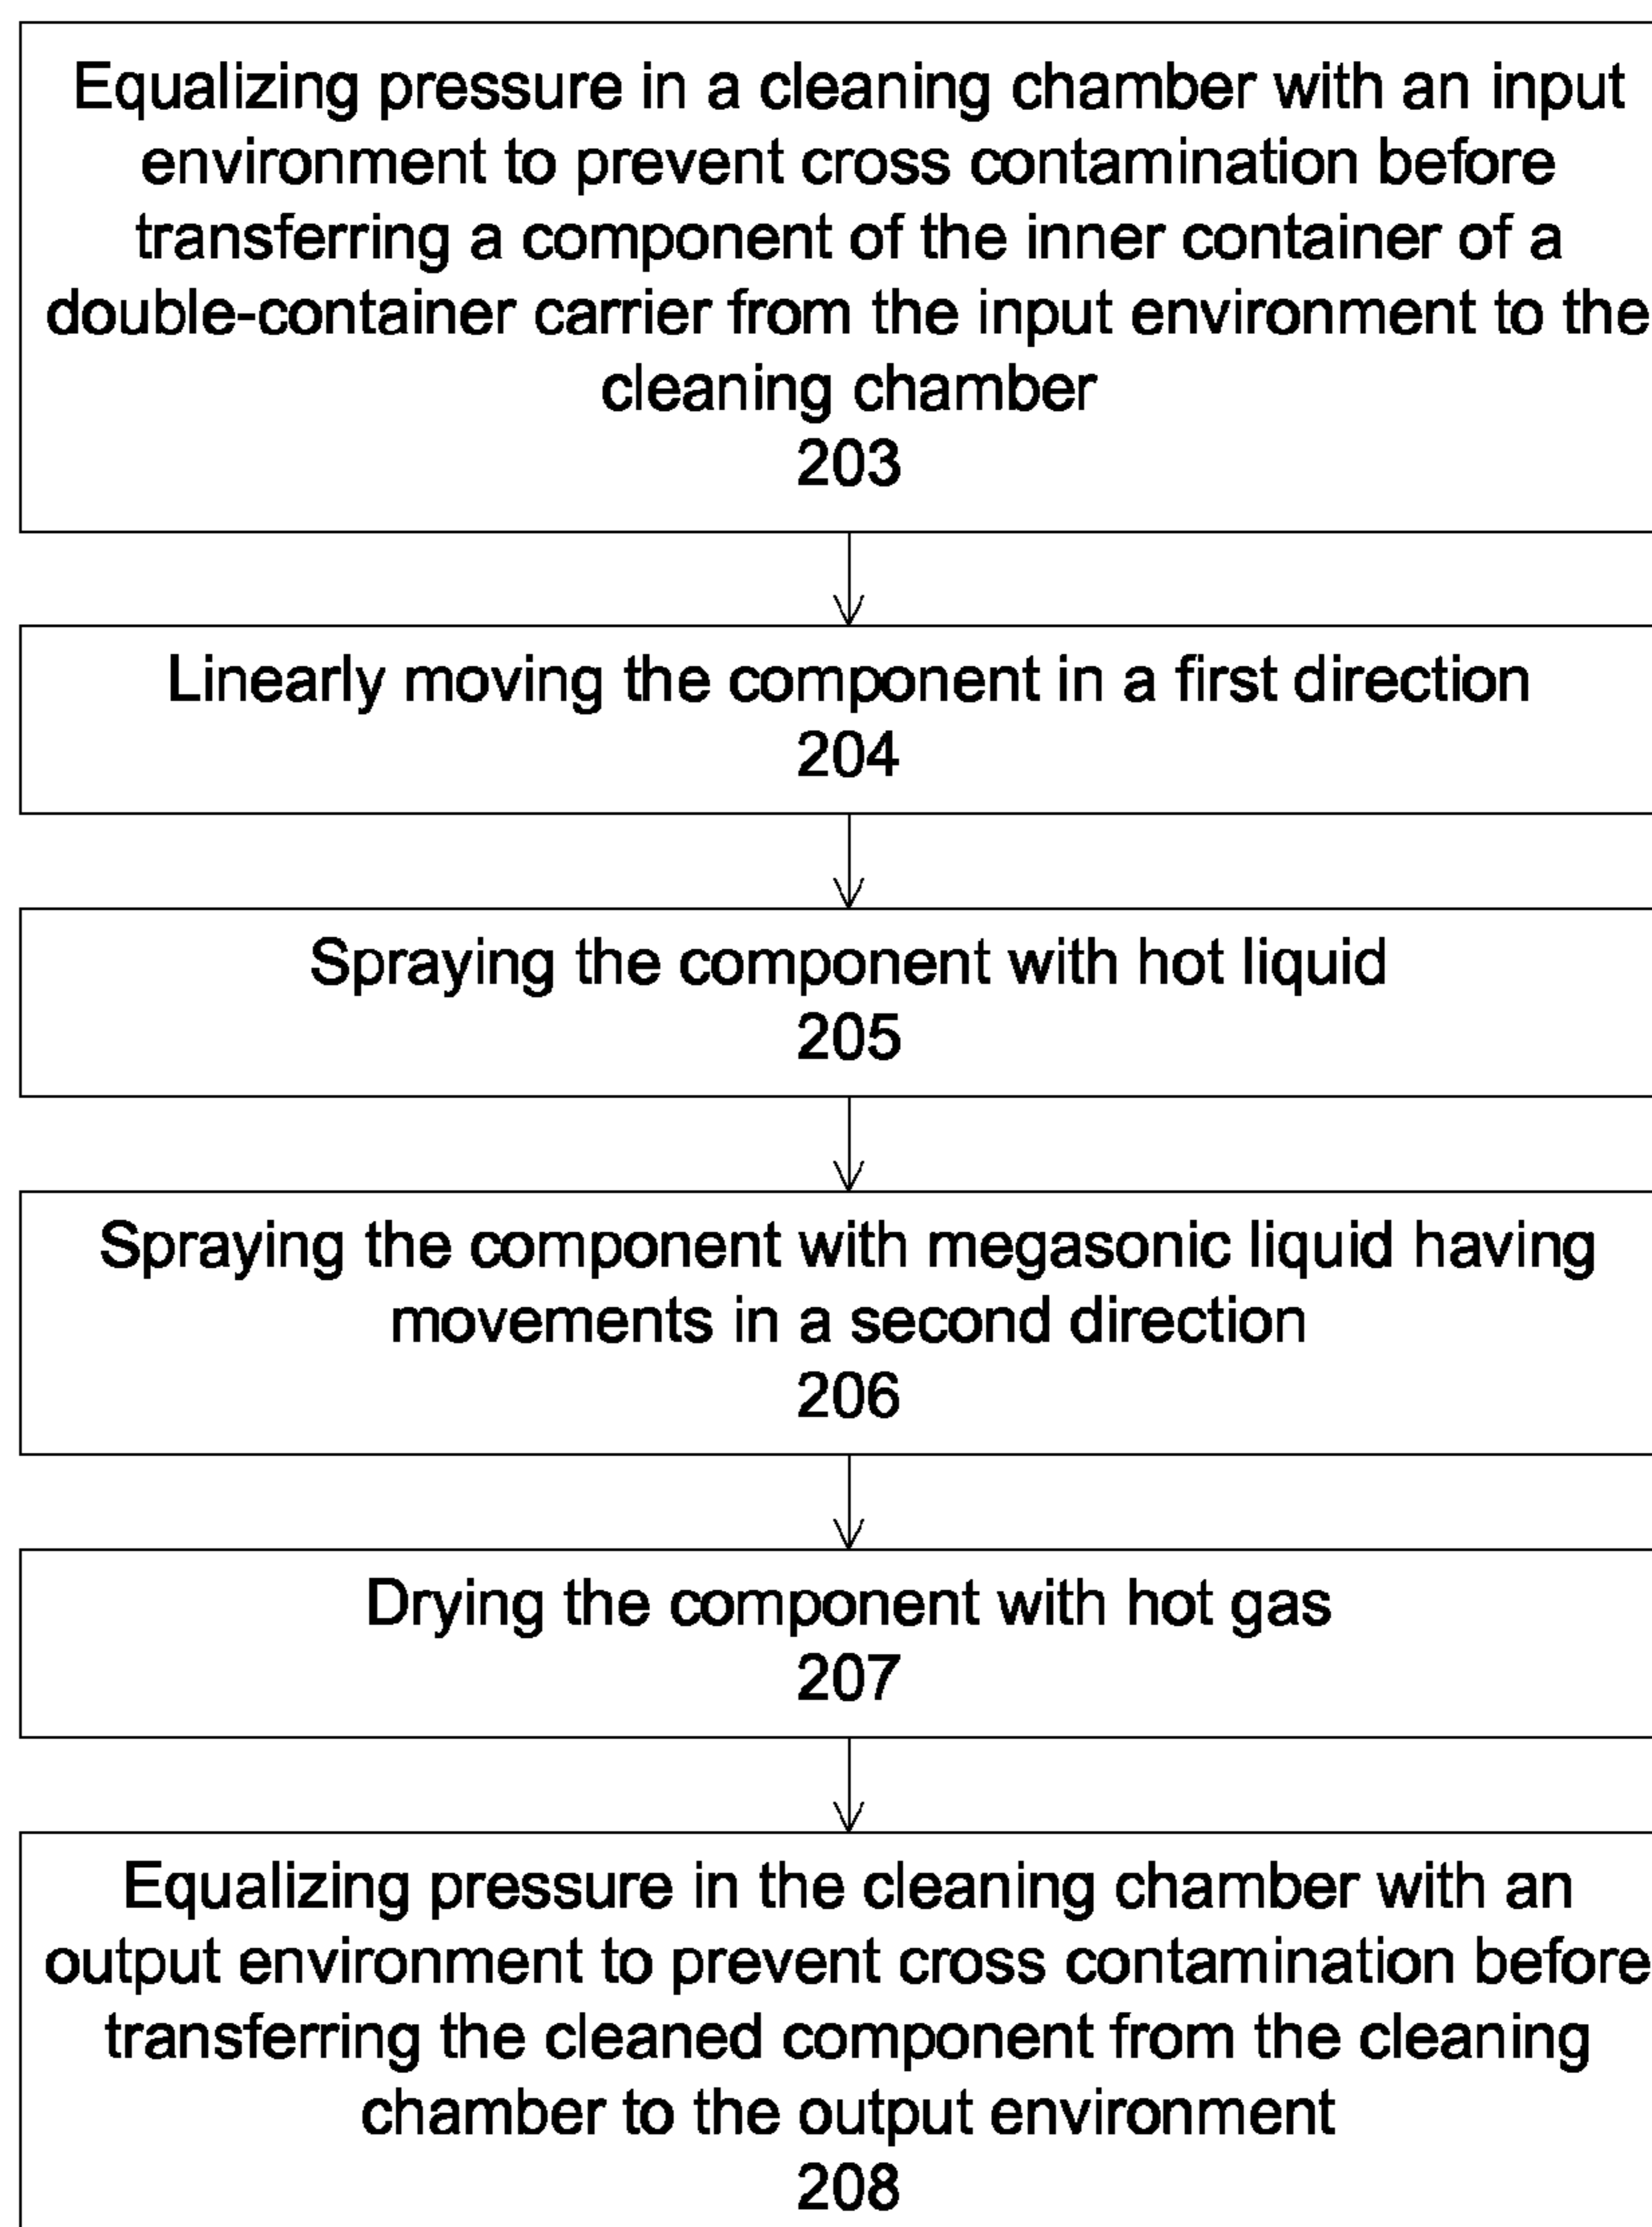 Equalizing pressure in a cleaning chamber with an input
environment to prevent cross contamination before
transferring a component of the inner container of a
double-container carrier from the input environment to the
cleaning chamber
203
Linearly moving the component in a first direction
204
Spraying the component with hot liquid
205
Spraying the component with megasonic liquid having
movements in a second direction
206
Drying the component with hot gas
207
Equalizing pressure in the cleaning chamber with an
output environment to prevent cross contamination before
transferring the cleaned component from the cleaning
chamber to the output environment
208